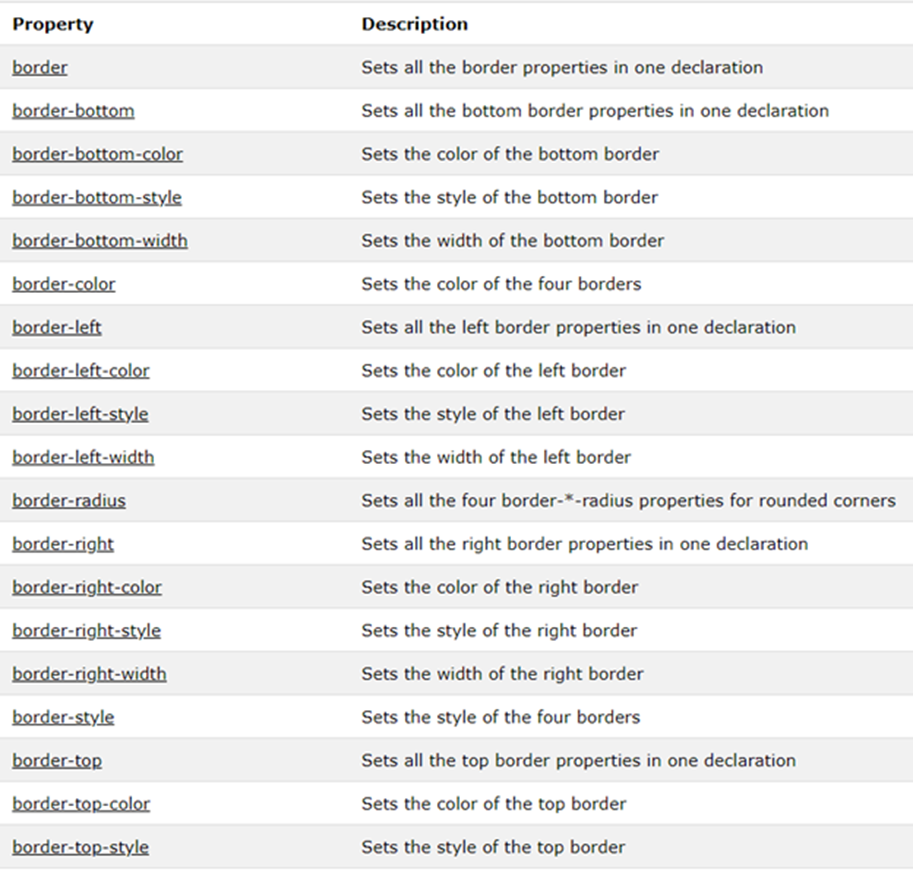 Property Description
border Sets all the border properties in one declaration
border-bottom Sets all the bottom border properties in one declaration
border-bottom-color Sets the color of the bottom border
border-bottom-style Sets the style of the bottom border
border-bottom-width Sets the width of the bottom border
border-color Sets the color of the four borders
border-left Sets all the left border properties in one declaration
border-left-color Sets the color of the left border
border-left-style Sets the style of the left border
border-left-width Sets the width of the left border
border-radius Sets all the four border-*-radius properties for rounded corners
border-right Sets all the right border properties in one declaration
border-right-color Sets the color of the right border
border-right-style Sets the style of the right border
border-right-width Sets the width of the right border
border-style Sets the style of the four borders
border-top Sets all the top border properties in one declaration
border-top-color Sets the color of the top border
border-top-style Sets the style of the top border